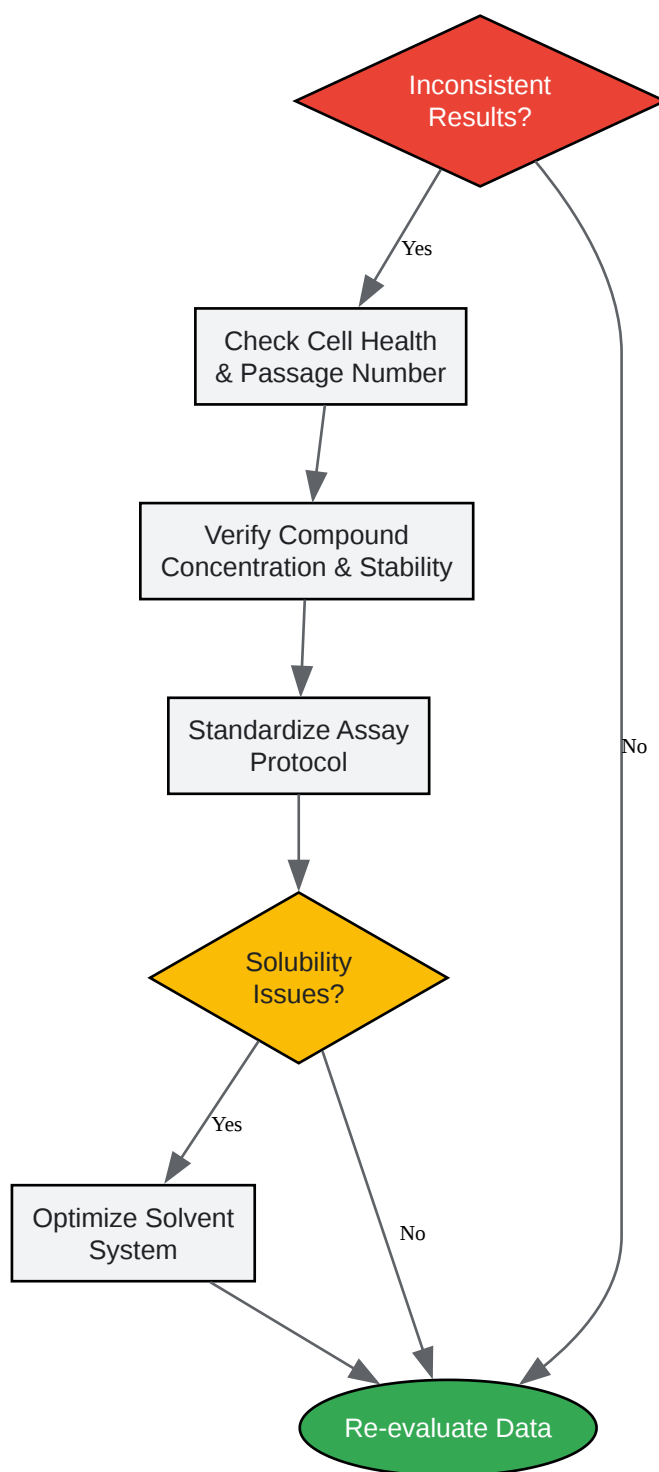 Inconsistent
Results?
Yes
Check Cell Health
& Passage Number
Verify Compound
Concentration & Stability
Standardize Assay
Protocol
No
Solubility
Issues?
Yes
Optimize Solvent
System
No
Re-evaluate Data